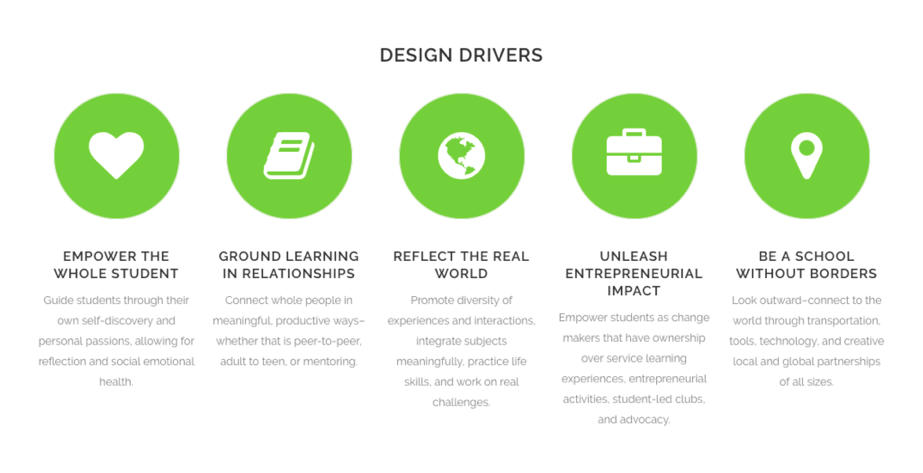 DESIGN DRIVERS
EMPOWER THE
WHOLE STUDENT
Guide students through their
own self-discovery and
personal passions, allowing for
reflection and social emotional
health.
GROUND LEARNING
IN RELATIONSHIPS
Connect whole people in
meaningful, productive ways–
whether that is peer-to-peer,
adult to teen, or mentoring.
REFLECT THE REAL
WORLD
Promote diversity of
experiences and interactions,
integrate subjects
meaningfully, practice life
skills, and work on real
challenges.
UNLEASH
ENTREPRENEURIAL
IMPACT
Empower students as change
makers that have ownership
over service learning
experiences, entrepreneurial
activities, student-led clubs,
and advocacy.
BE A SCHOOL
WITHOUT BORDERS
Look outward–connect to the
world through transportation,
tools, technology, and creative
local and global partnerships
of all sizes.